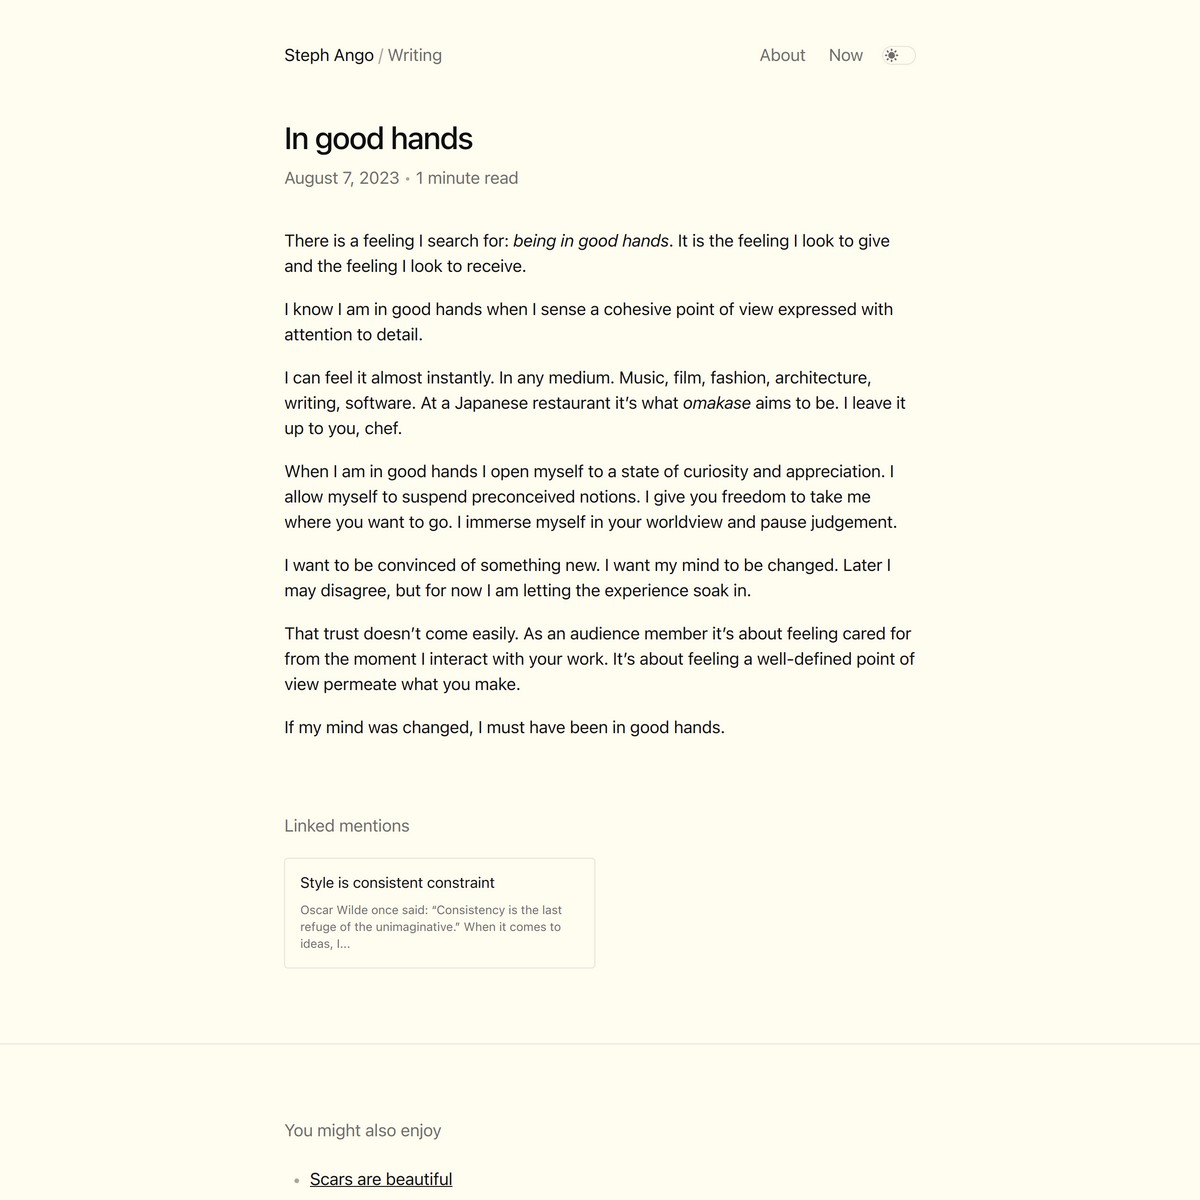 Steph Ango / Writing
About Now
In good hands
August 7, 2023 • 1 minute read
There is a feeling I search for: being in good hands. It is the feeling I look to give
and the feeling I look to receive.
I know I am in good hands when I sense a cohesive point of view expressed with
attention to detail.
I can feel it almost instantly. In any medium. Music, film, fashion, architecture,
writing, software. At a Japanese restaurant it’s what omakase aims to be. I leave it
up to you, chef.
When I am in good hands I open myself to a state of curiosity and appreciation. I
allow myself to suspend preconceived notions. I give you freedom to take me
where you want to go. I immerse myself in your worldview and pause judgement.
I want to be convinced of something new. I want my mind to be changed. Later I
may disagree, but for now I am letting the experience soak in.
That trust doesn’t come easily. As an audience member it’s about feeling cared for
from the moment I interact with your work. It’s about feeling a well-defined point of
view permeate what you make.
If my mind was changed, I must have been in good hands.
Linked mentions
Style is consistent constraint
Oscar Wilde once said: “Consistency is the last
refuge of the unimaginative.” When it comes to
ideas, I...
You might also enjoy
• Scars are beautiful